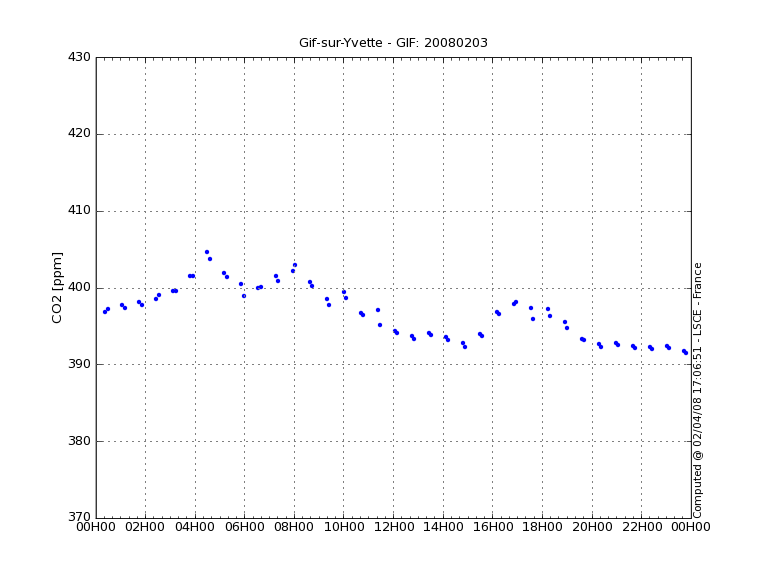 Gif-sur-Yvette - GIF: 20080203
430
420
410
400
390
380
370
CO2 [ppm]
00H00 02H00 04H00 06H00 08H00 10H00 12H00 14H00 16H00 18H00 20H00 22H00 00H00
Computed @ 02/04/08 17:06:51 - LSCE - France